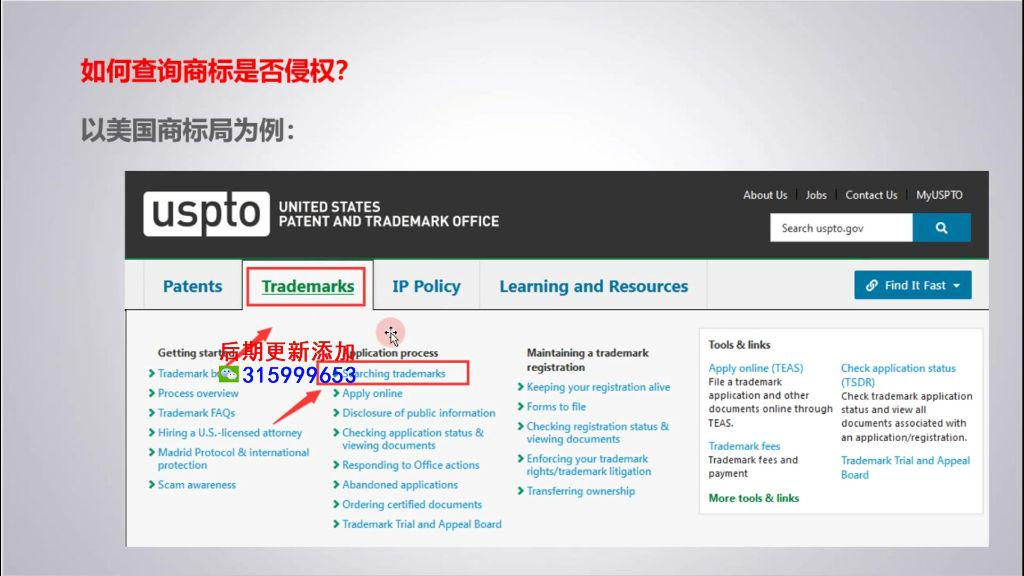 如何查询商标是否侵权?
以美国商标局为例：
uspto
UNITED STATES
PATENT AND TRADEMARK OFFICE
About Us
Jobs
Contact Us
MyUSPTO
Search uspto.gov
Patents
Trademarks
IP Policy
Learning and Resources
Find It Fast
Getting
后期更新添加
315999653
Trademark
Process overview
Trademark FAQs
Hiring a U.S.-licensed attorney
Madrid Protocol & international
protection
Scam awareness
Application process
Searching trademarks
Apply online
Disclosure of public information
Checking application status &
viewing documents
Responding to Office actions
Abandoned applications
Ordering certified documents
Trademark Trial and Appeal Board
Maintaining a trademark
registration
Keeping your registration alive
Forms to file
Checking registration status &
viewing documents
Enforcing your trademark
rights/trademark litigation
Transferring ownership
Tools & links
Apply online (TEAS)
File a trademark
application and other
documents online through
TEAS.
Trademark fees
Trademark fees and
payment
More tools & links
Check application status
(TSDR)
Check trademark application
status and view all
documents associated with
an application/registration.
Trademark Trial and Appeal
Board